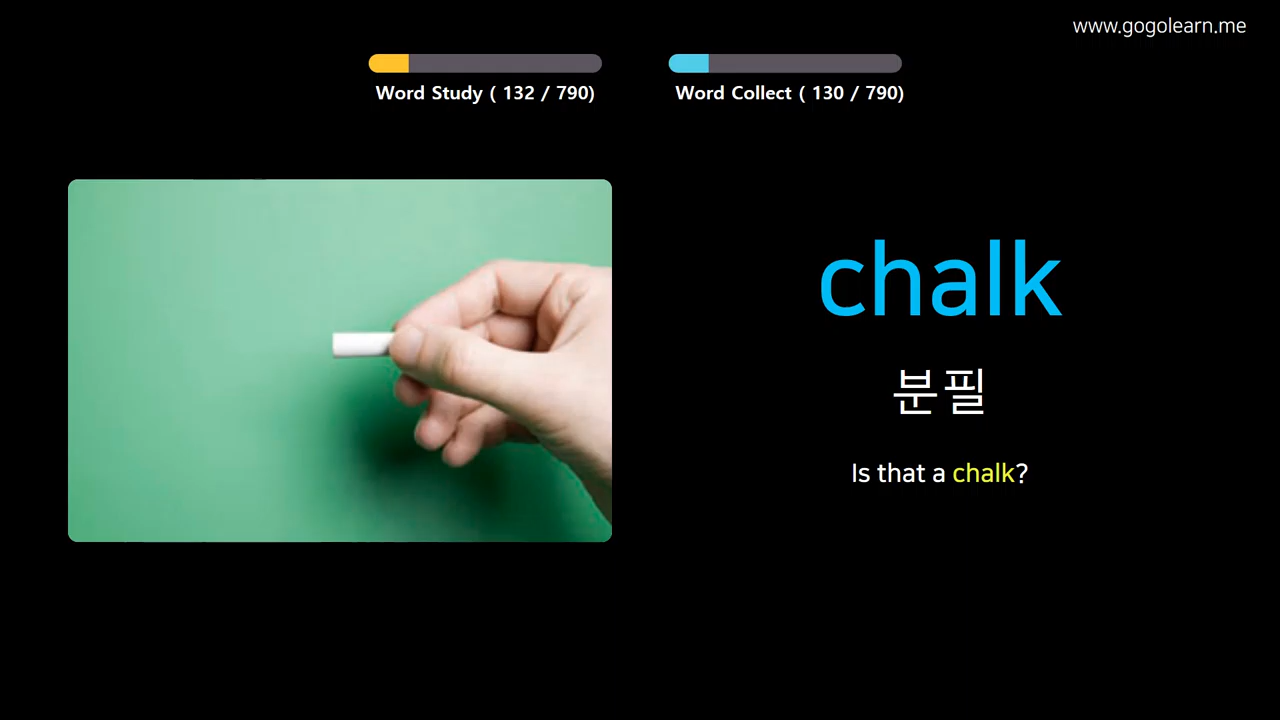 www.gogolearn.me
Word Study ( 132 / 790)
Word Collect ( 130 / 790)
chalk
분필
Is that a chalk?